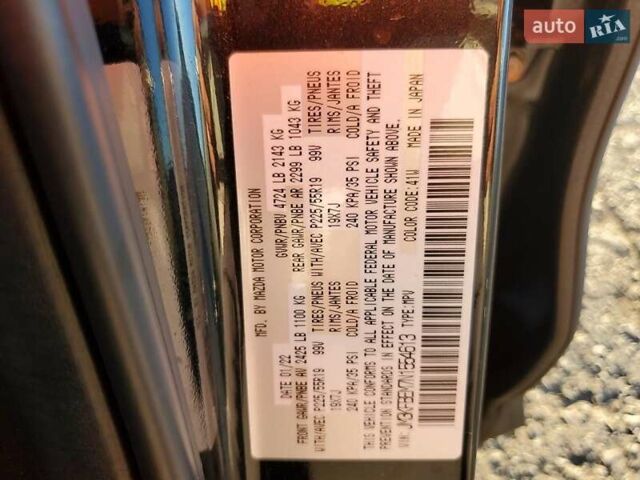 auto RIA
MFD. BY MAZDA MOTOR CORPORATION
DATE 01/22 GVWR/PNBV 4724 LB 2143 KG
FRONT GAWR/PNBE AV 2425 LB 1100 KG REAR GAWR/PNBE AR 2299 LB 1043 KG
WITH/AVEC P225/55R19 99V TIRES/PNEUS WITH/AVEC P225/55R19 99V TIRES/PNEUS
19X7J RIMS/JANTES 19X7J RIMS/JANTES
240 KPA/35 PSI COLD/A FROID 240 KPA/35 PSI COLD/A FROID
THIS VEHICLE CONFORMS TO ALL APPLICABLE FEDERAL MOTOR VEHICLE SAFETY AND THEFT
PREVENTION STANDARDS IN EFFECT ON THE DATE OF MANUFACTURE SHOWN ABOVE.
VIN: TYPE:MPV COLOR CODE:41W MADE IN JAPAN